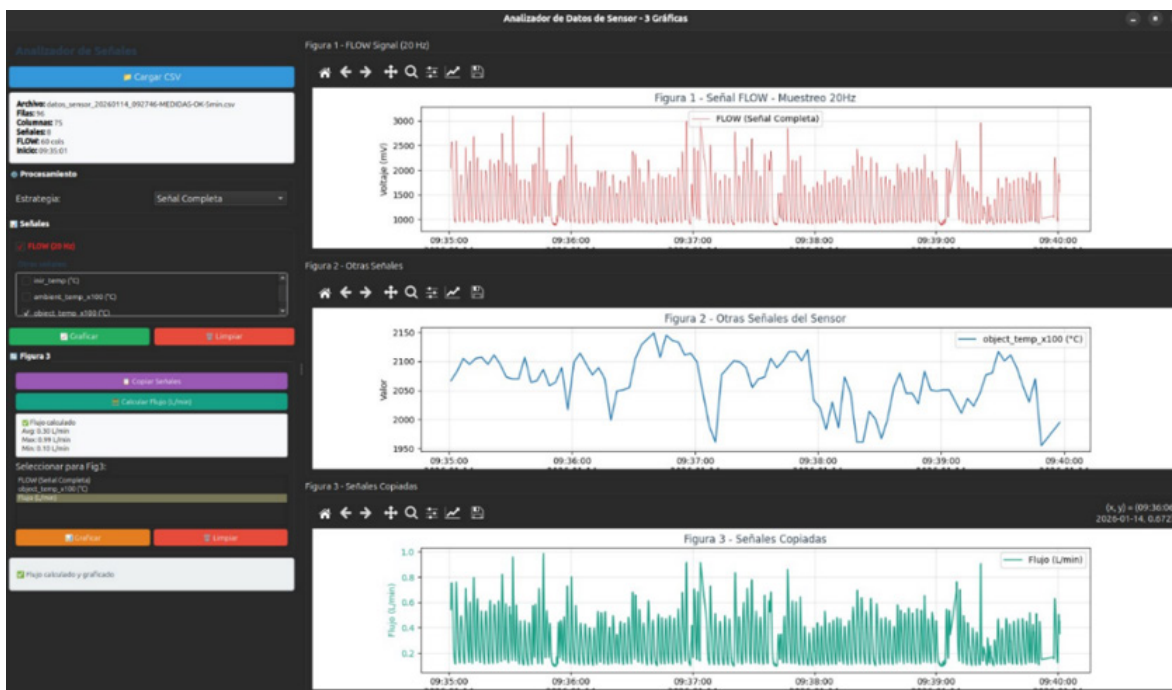 Analizador de Datos de Sensor - 3 Gráficas
Analizador de Señales
Cargar CSV
Archivo: datos_sensor_20260114_092746-MEDIDAS-OK-5min.csv
Filas: 96
Columnas: 75
Señales: 8
FLOW: 60 cols
Inicio: 09:35:01
Procesamiento
Estrategia:
Señal Completa
Señales
FLOW (20 Hz)
ambient_temp_x100 (°C)
object_temp_x100 (°C)
Graficar
Limpiar
Figura 3
Copiar Señales
Calcular Flujo (L/min)
Flujo calculado
Avg: 0.30 L/min
Max: 0.99 L/min
Min: 0.10 L/min
Seleccionar para Fig3:
FLOW (Señal Completa)
object_temp_x100 (°C)
Flujo (L/min)
Graficar
Limpiar
Flujo calculado y graficado
Figura 1 - FLOW Signal (20 Hz)
Figura 1 - Señal FLOW - Muestreo 20Hz
FLOW (Señal Completa)
Voltaje (mV)
3000
2500
2000
1500
1000
09:35:00
09:36:00
09:37:00
09:38:00
09:39:00
09:40:00
Figura 2 - Otras Señales
Figura 2 - Otras Señales del Sensor
object_temp_x100 (°C)
Valor
2150
2100
2050
2000
1950
09:35:00
09:36:00
09:37:00
09:38:00
09:39:00
09:40:00
Figura 3 - Señales Copiadas
(x, y) = (09:36:06
2026-01-14, 0.672)
Figura 3 - Señales Copiadas
Flujo (L/min)
Flujo (L/min)
1.0
0.8
0.6
0.4
0.2
09:35:00
09:36:00
09:37:00
09:38:00
09:39:00
09:40:00